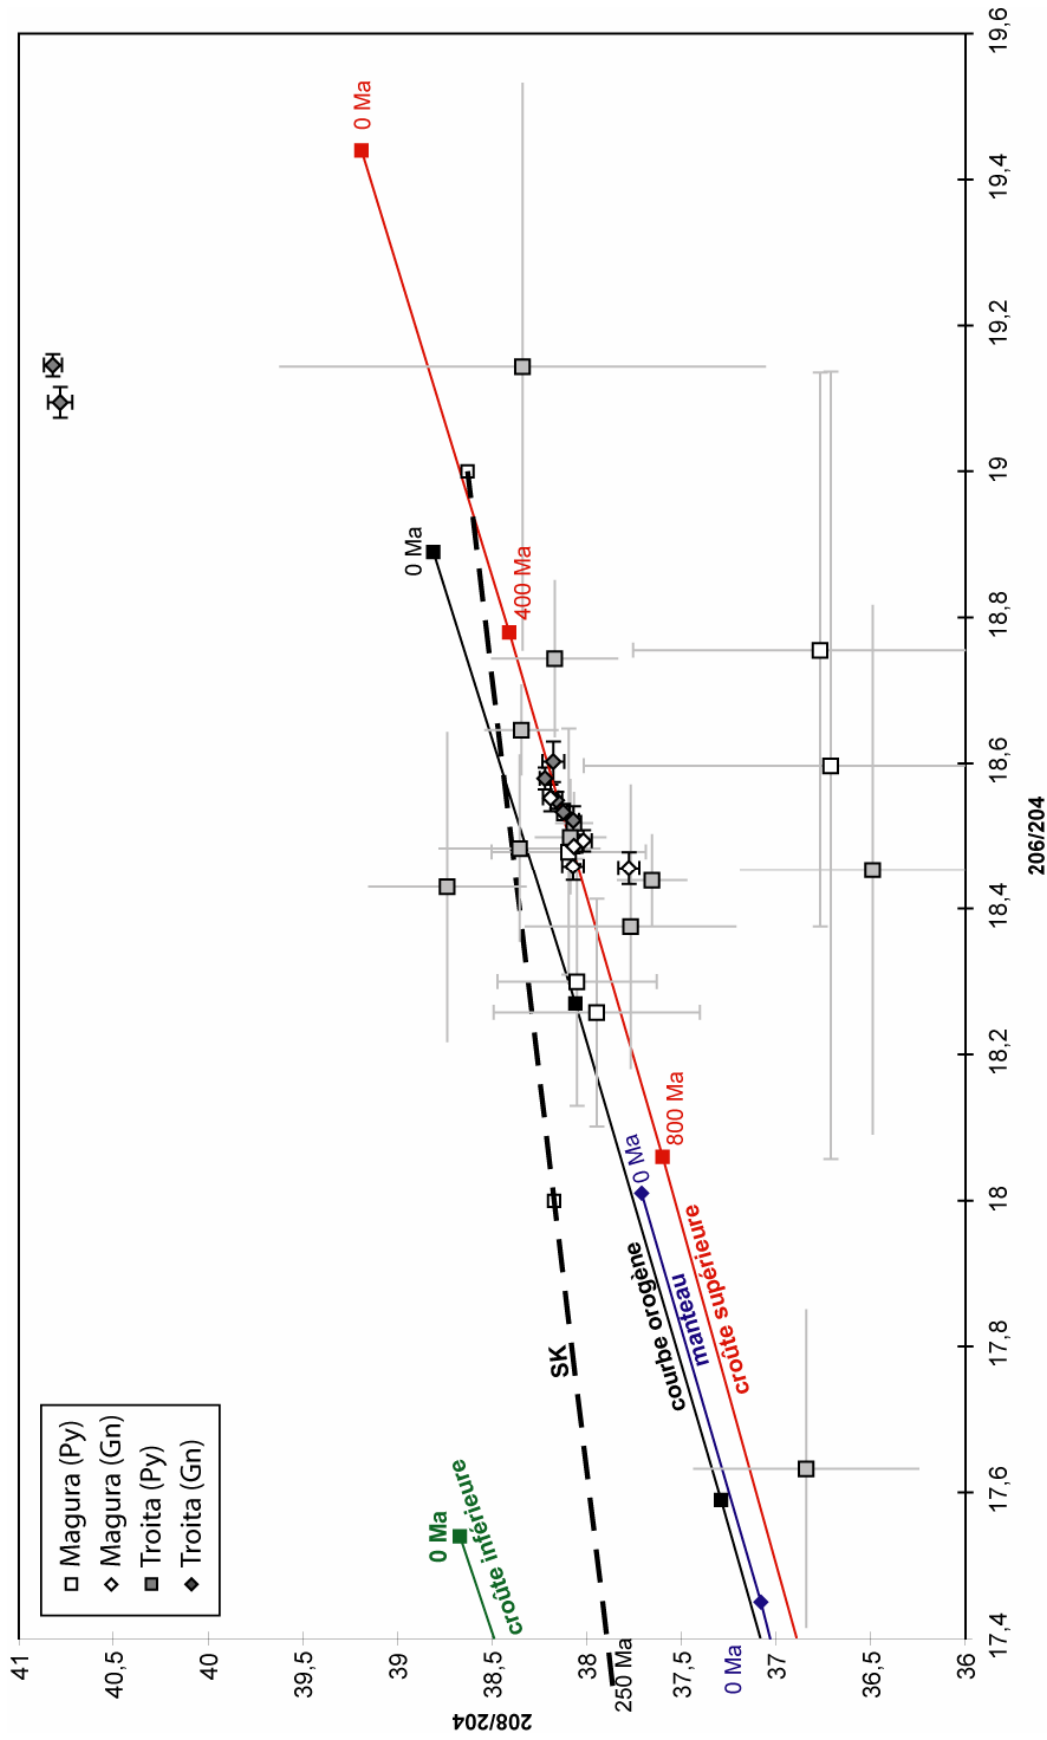 Magura (Py)
Magura (Gn)
Troita (Py)
Troita (Gn)
208/204
41
40,5
40
39,5
39
38,5
38
37,5
37
36,5
36
0 Ma
croûte inférieure
SK
250 Ma
0 Ma
courbe orogène
manteau
croûte supérieure
0 Ma
800 Ma
400 Ma
0 Ma
0 Ma
17,4
17,6
17,8
18
18,2
18,4
18,6
18,8
19
19,2
19,4
19,6
206/204